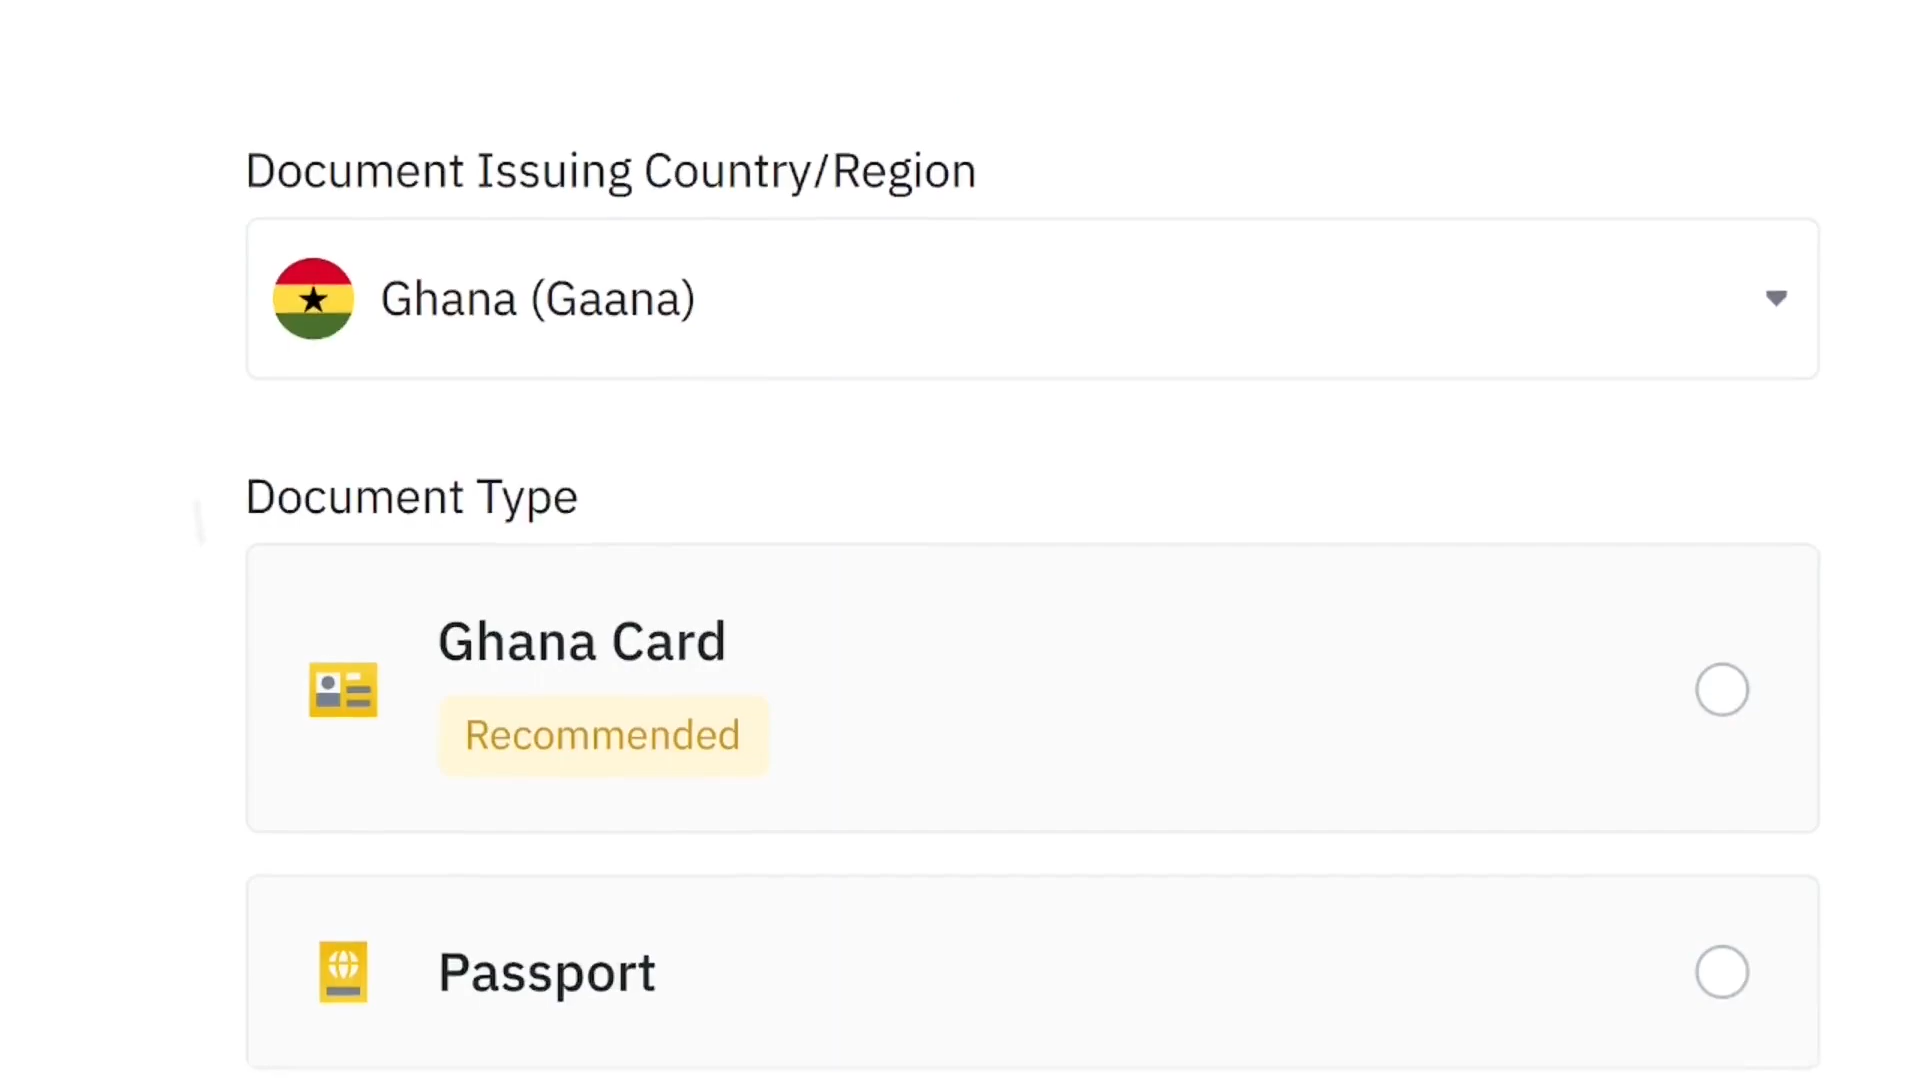 Document Issuing Country/Region
Ghana (Gaana)
Document Type
Ghana Card
Recommended
Passport